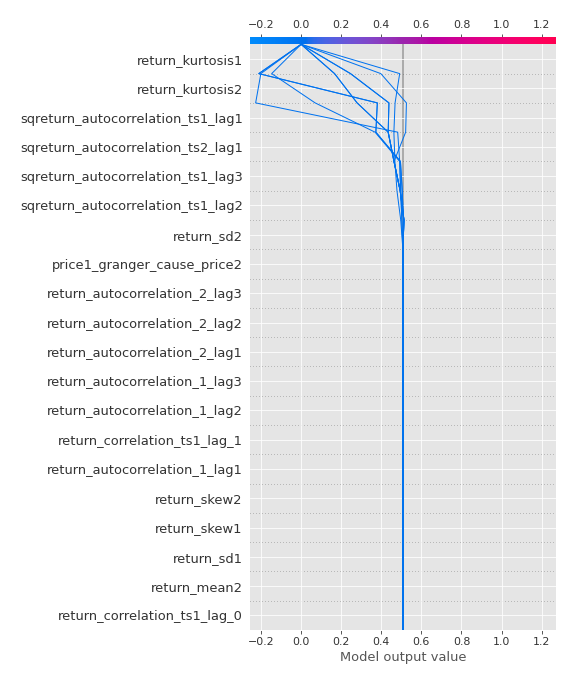 −0.2 0.0 0.2 0.4 0.6 0.8 1.0 1.2
return_kurtosis1
return_kurtosis2
sqreturn_autocorrelation_ts1_lag1
sqreturn_autocorrelation_ts2_lag1
sqreturn_autocorrelation_ts1_lag3
sqreturn_autocorrelation_ts1_lag2
return_sd2
price1_granger_cause_price2
return_autocorrelation_2_lag3
return_autocorrelation_2_lag2
return_autocorrelation_2_lag1
return_autocorrelation_1_lag3
return_autocorrelation_1_lag2
return_correlation_ts1_lag_1
return_autocorrelation_1_lag1
return_skew2
return_skew1
return_sd1
return_mean2
return_correlation_ts1_lag_0
−0.2 0.0 0.2 0.4 0.6 0.8 1.0 1.2
Model output value